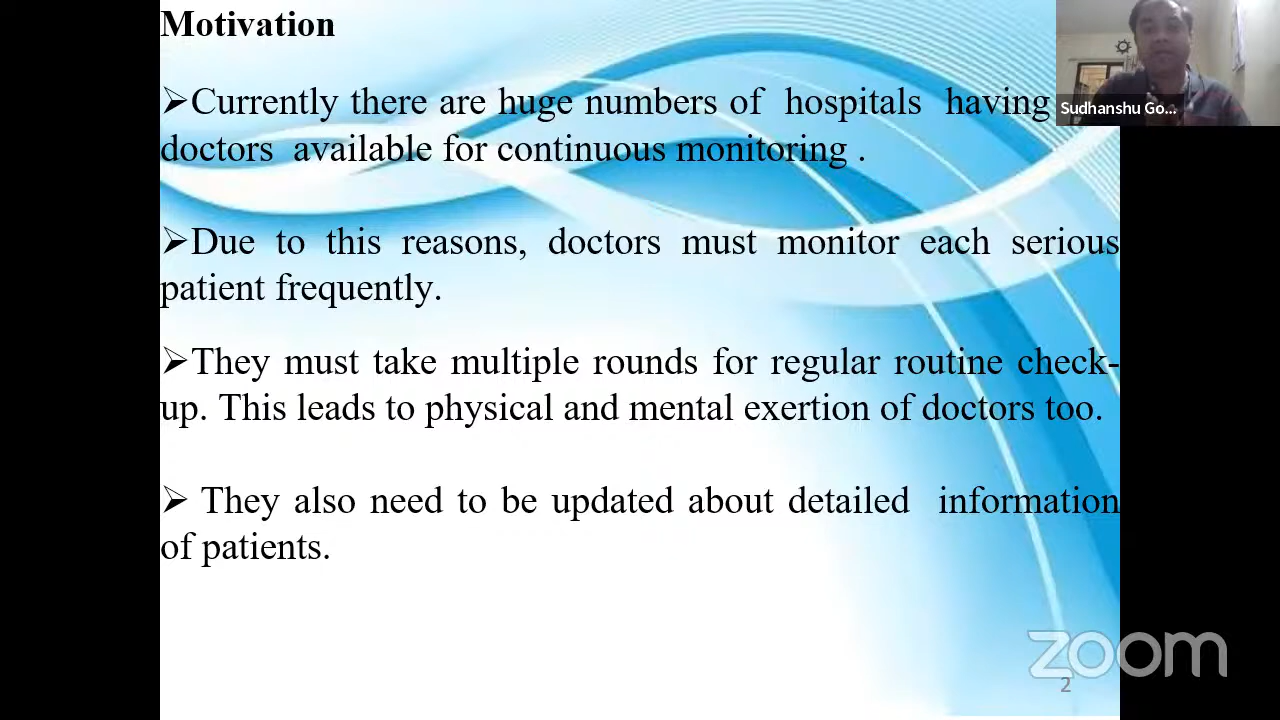 Motivation
➢Currently there are huge numbers of hospitals having
doctors available for continuous monitoring .
➢Due to this reasons, doctors must monitor each serious
patient frequently.
➢They must take multiple rounds for regular routine check-
up. This leads to physical and mental exertion of doctors too.
➢ They also need to be updated about detailed information
of patients.
Sudhanshu Go...
zoom
2